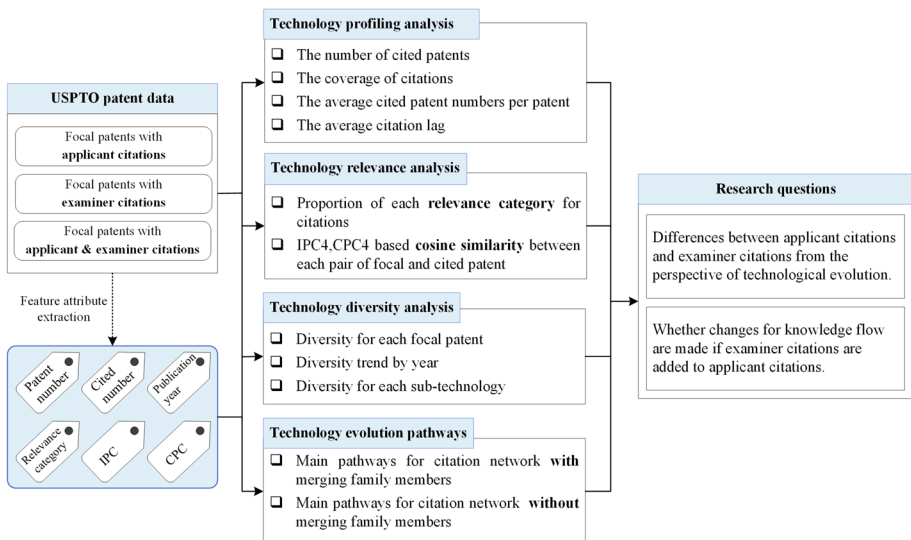 USPTO patent data
Focal patents with
applicant citations
Focal patents with
examiner citations
Focal patents with
applicant & examiner citations
Feature attribute
extraction
Patent
number
Cited
number
Publication
year
Relevance
category
IPC
CPC
Technology profiling analysis
❑ The number of cited patents
❑ The coverage of citations
❑ The average cited patent numbers per patent
❑ The average citation lag
Technology relevance analysis
❑ Proportion of each relevance category for
citations
❑ IPC4,CPC4 based cosine similarity between
each pair of focal and cited patent
Technology diversity analysis
❑ Diversity for each focal patent
❑ Diversity trend by year
❑ Diversity for each sub-technology
Technology evolution pathways
❑ Main pathways for citation network with
merging family members
❑ Main pathways for citation network without
merging family members
Research questions
Differences between applicant citations
and examiner citations from the
perspective of technological evolution.
Whether changes for knowledge flow
are made if examiner citations are
added to applicant citations.